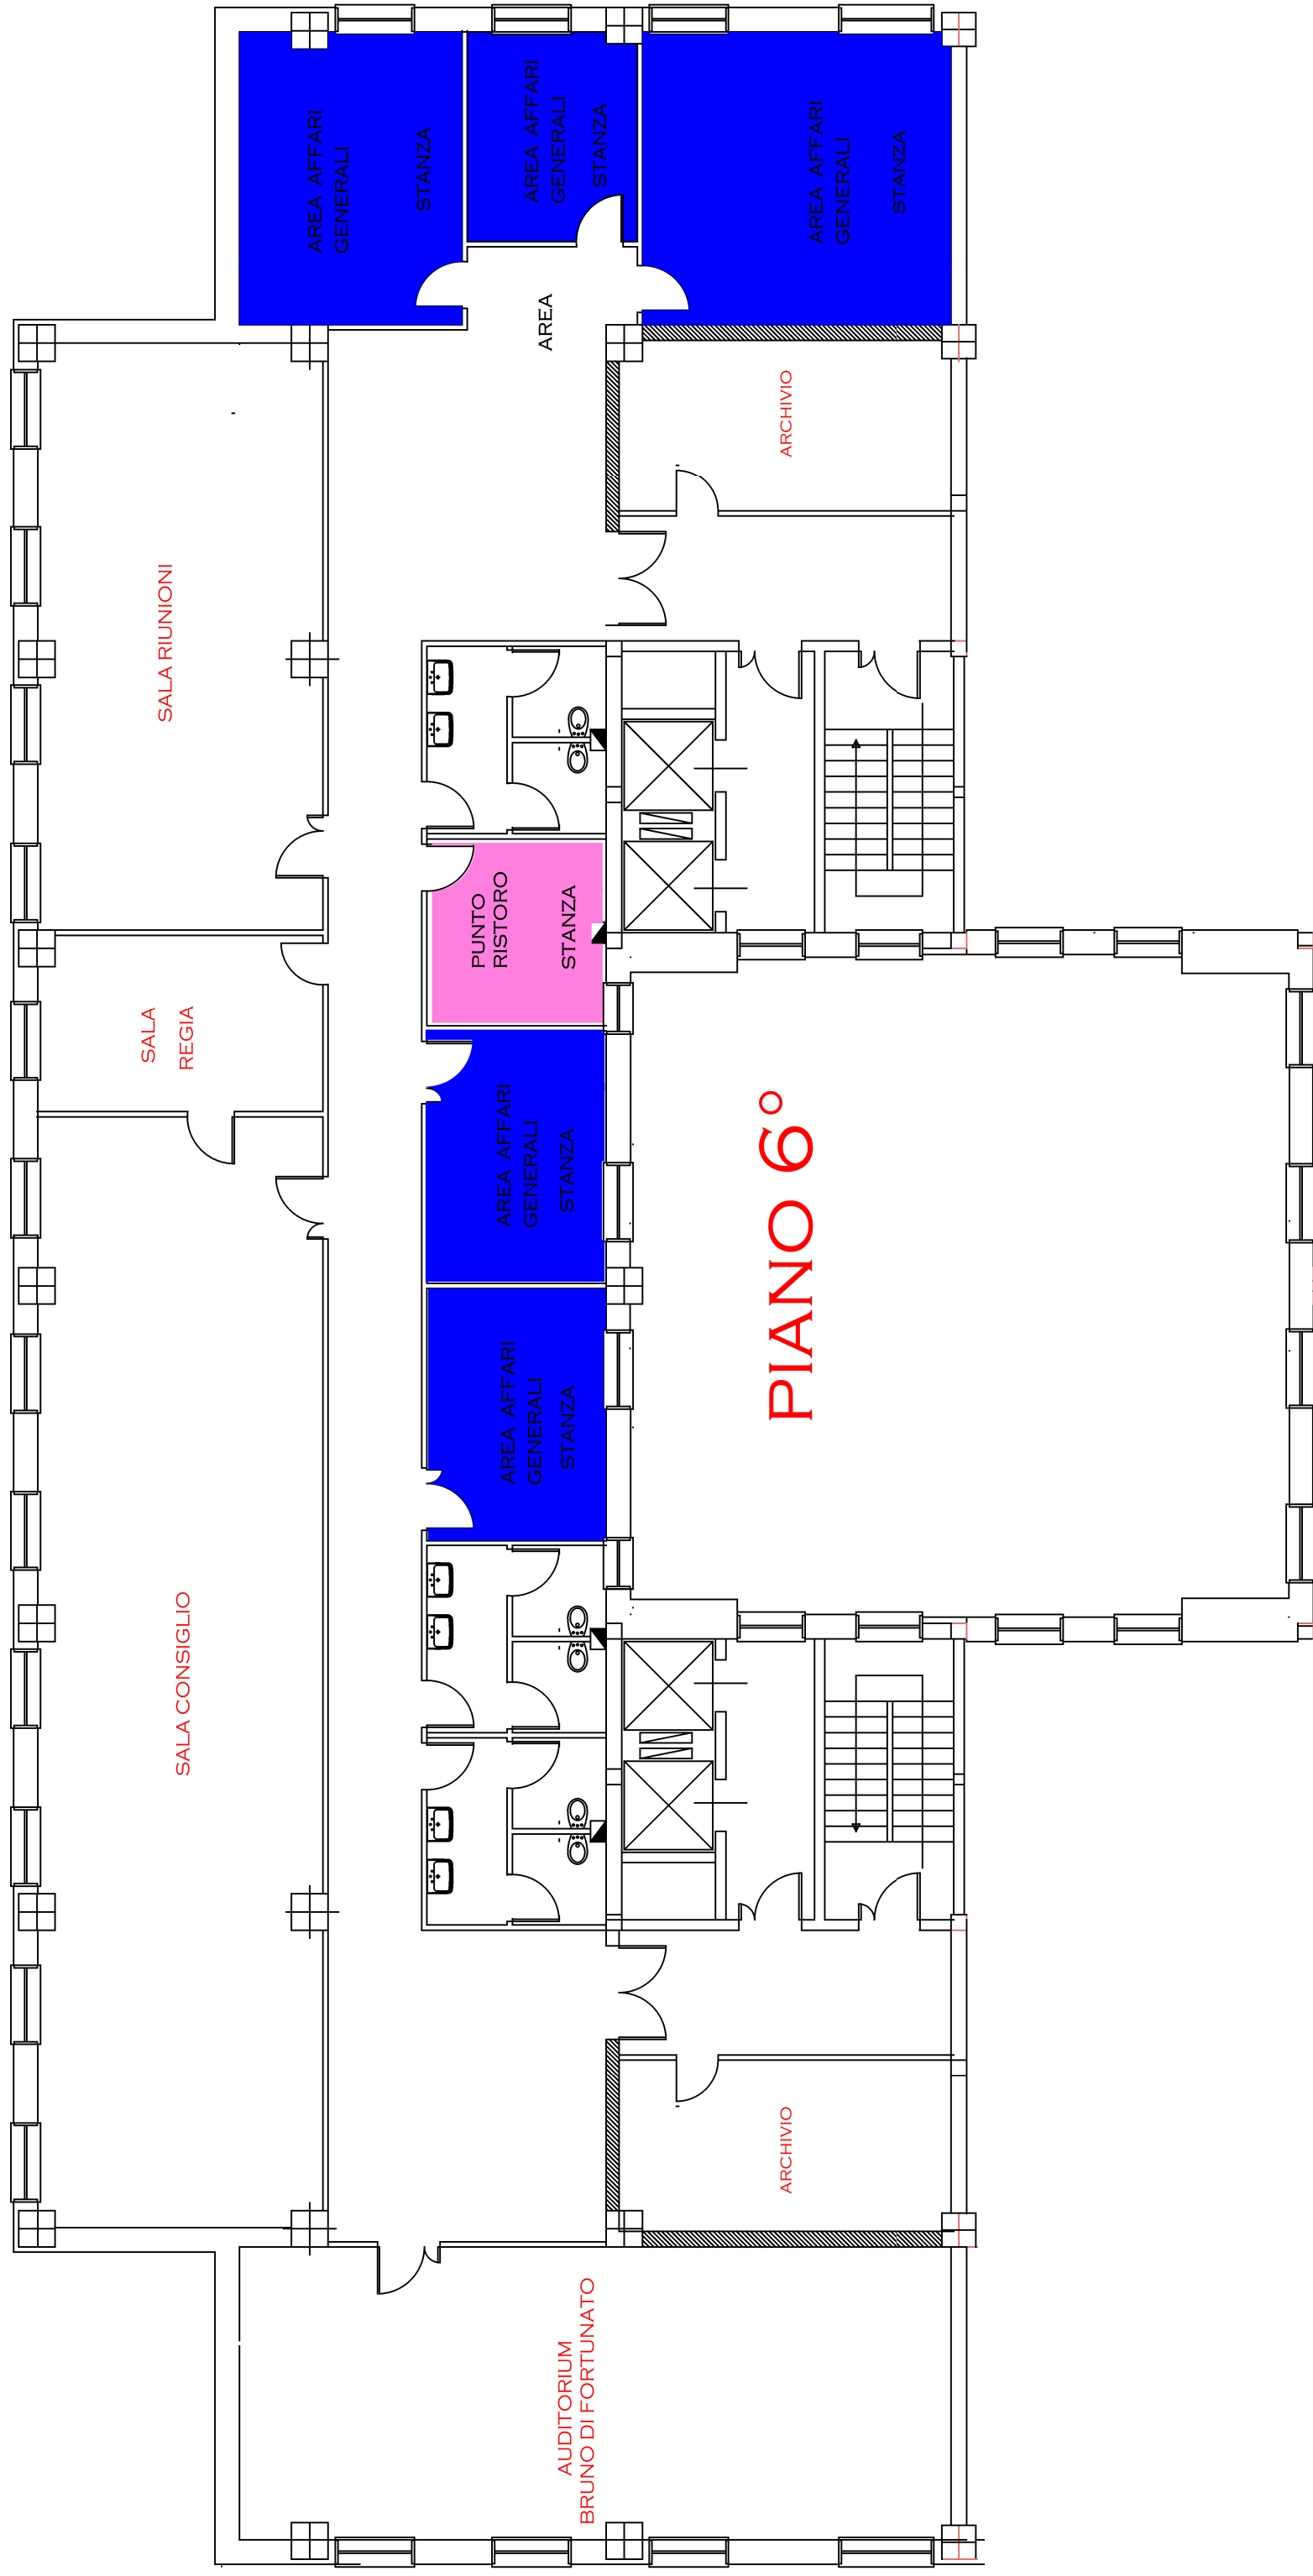 AREA AFFARI
GENERALI
STANZA
AREA AFFARI
GENERALI
STANZA
AREA AFFARI
GENERALI
STANZA
AREA
ARCHIVIO
SALA RIUNIONI
PUNTO
RISTORO
STANZA
SALA
REGIA
AREA AFFARI
GENERALI
STANZA
PIANO 6°
AREA AFFARI
GENERALI
STANZA
SALA CONSIGLIO
ARCHIVIO
AUDITORIUM
BRUNO DI FORTUNATO